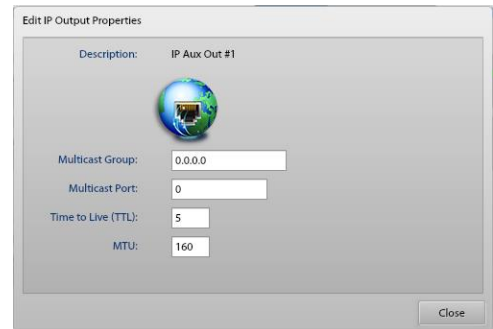 Edit IP Output Properties
Description: IP Aux Out #1
Multicast Group: 0.0.0.0
Multicast Port: 0
Time to Live (TTL): 5
MTU: 160
Close